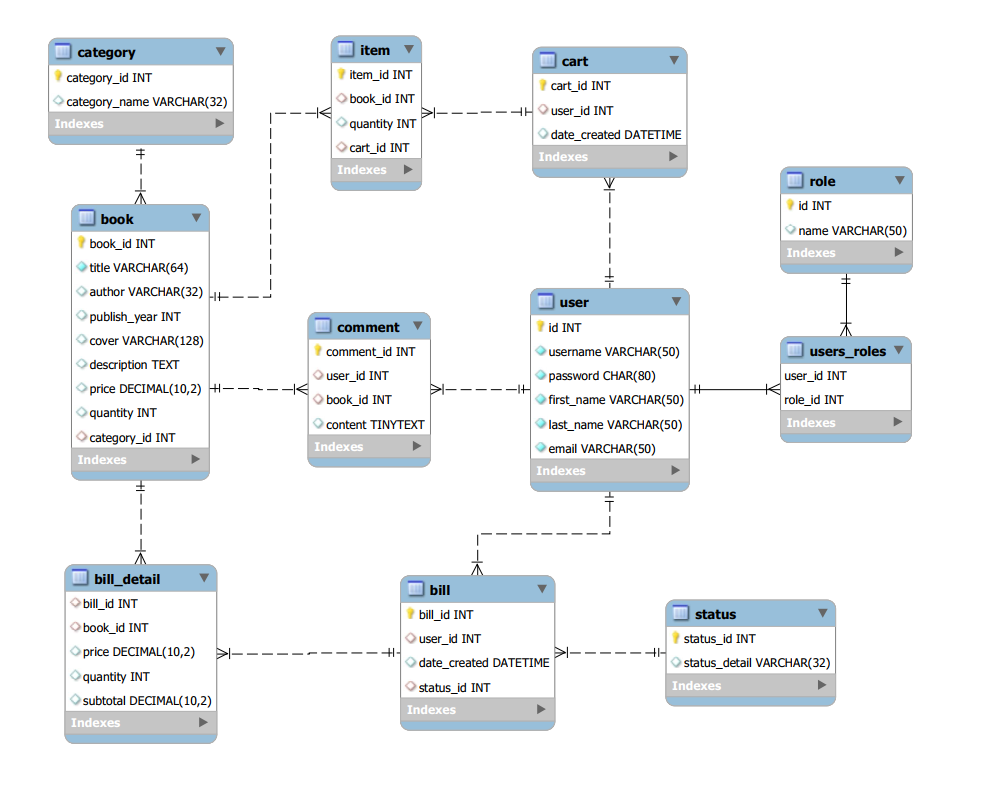 category
category_id INT
category_name VARCHAR(32)
Indexes
item
item_id INT
book_id INT
quantity INT
cart_id INT
Indexes
cart
cart_id INT
user_id INT
date_created DATETIME
Indexes
role
id INT
name VARCHAR(50)
Indexes
book
book_id INT
title VARCHAR(64)
author VARCHAR(32)
publish_year INT
cover VARCHAR(128)
description TEXT
price DECIMAL(10,2)
quantity INT
category_id INT
Indexes
comment
comment_id INT
user_id INT
book_id INT
content TINYTEXT
Indexes
user
id INT
username VARCHAR(50)
password CHAR(80)
first_name VARCHAR(50)
last_name VARCHAR(50)
email VARCHAR(50)
Indexes
users_roles
user_id INT
role_id INT
Indexes
bill_detail
bill_id INT
book_id INT
price DECIMAL(10,2)
quantity INT
subtotal DECIMAL(10,2)
Indexes
bill
bill_id INT
user_id INT
date_created DATETIME
status_id INT
Indexes
status
status_id INT
status_detail VARCHAR(32)
Indexes